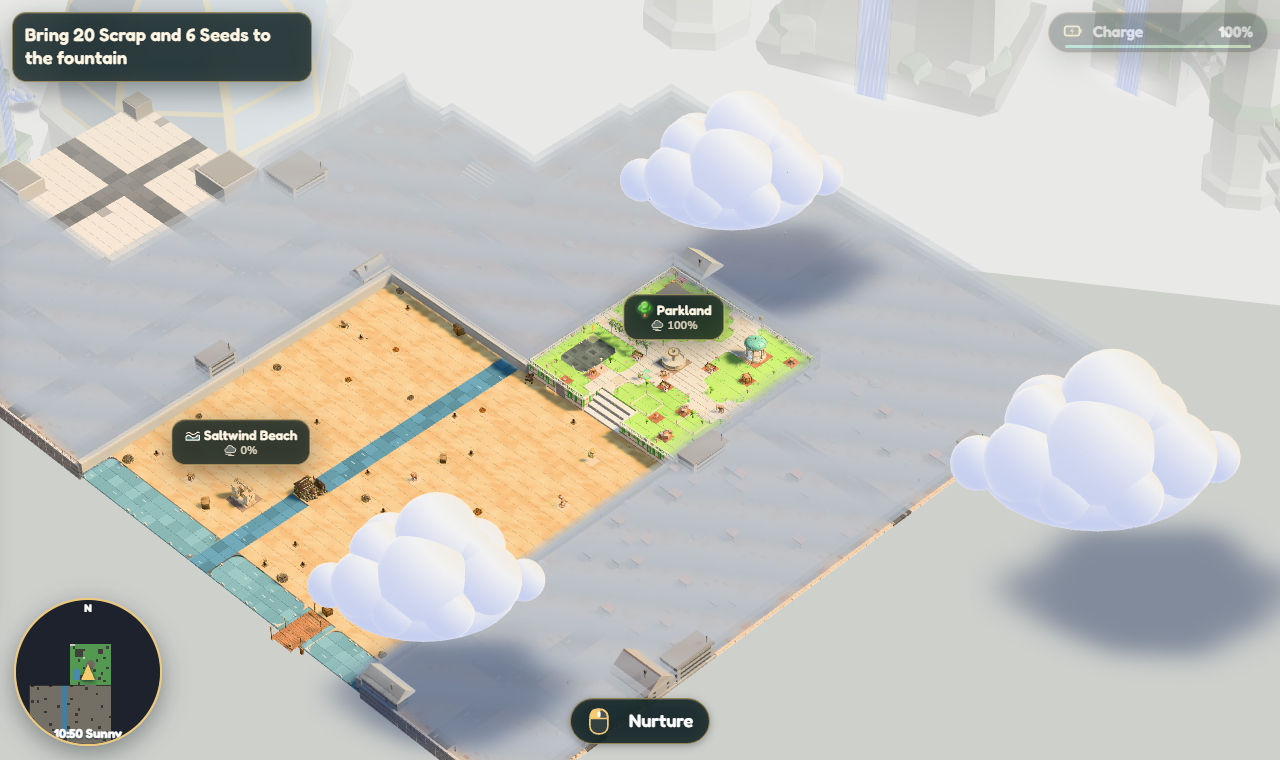 Bring 20 Scrap and 6 Seeds to
the fountain
Charge 100%
Parkland
100%
Saltwind Beach
0%
N
10:50 Sunny
Nurture